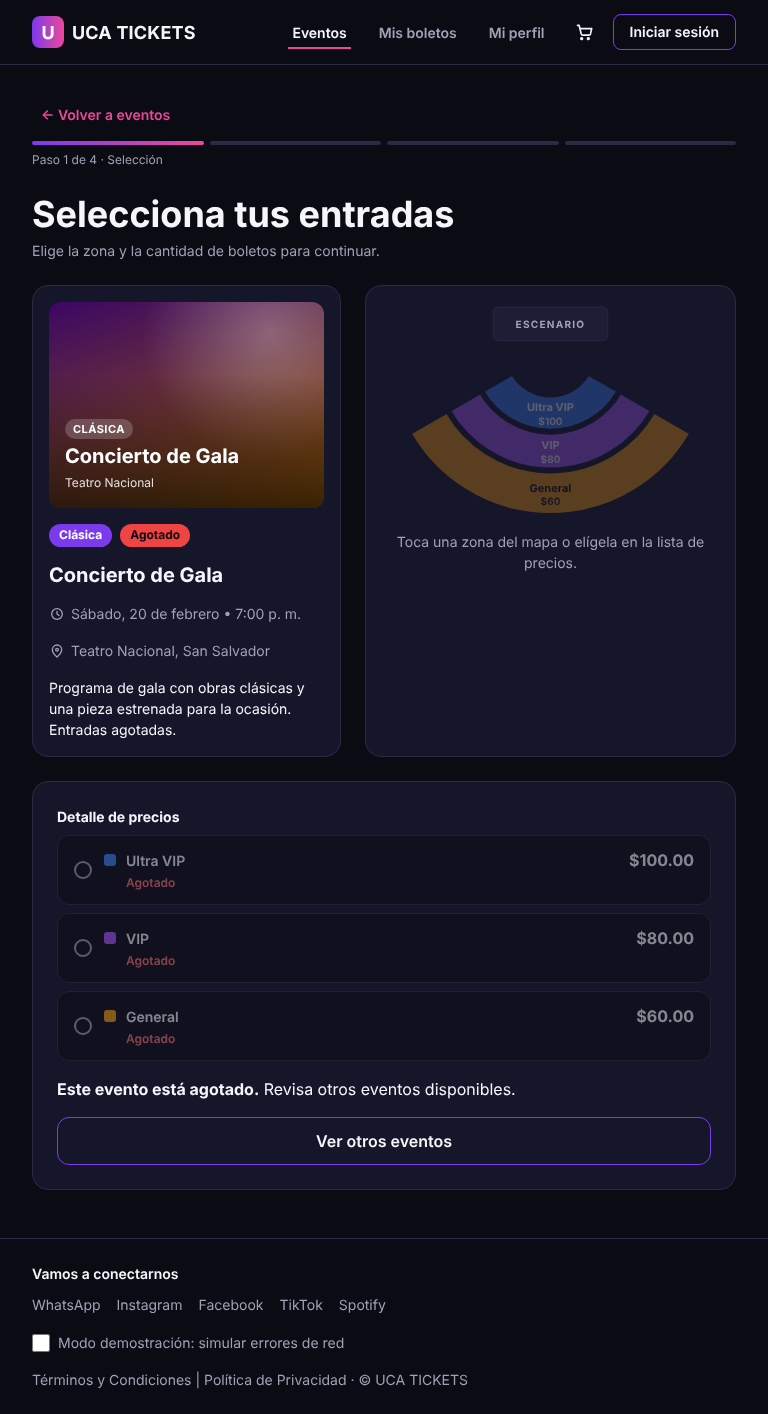 U UCA TICKETS
Eventos
Mis boletos
Mi perfil
Iniciar sesión
← Volver a eventos
Paso 1 de 4 · Selección
Selecciona tus entradas
Elige la zona y la cantidad de boletos para continuar.
CLÁSICA
Concierto de Gala
Teatro Nacional
Clásica
Agotado
Concierto de Gala
Sábado, 20 de febrero • 7:00 p. m.
Teatro Nacional, San Salvador
Programa de gala con obras clásicas y
una pieza estrenada para la ocasión.
Entradas agotadas.
ESCENARIO
Ultra VIP
$100
VIP
$80
General
$60
Toca una zona del mapa o elígela en la lista de
precios.
Detalle de precios
Ultra VIP
$100.00
Agotado
VIP
$80.00
Agotado
General
$60.00
Agotado
Este evento está agotado. Revisa otros eventos disponibles.
Ver otros eventos
Vamos a conectarnos
WhatsApp Instagram Facebook TikTok Spotify
Modo demostración: simular errores de red
Términos y Condiciones | Política de Privacidad · © UCA TICKETS